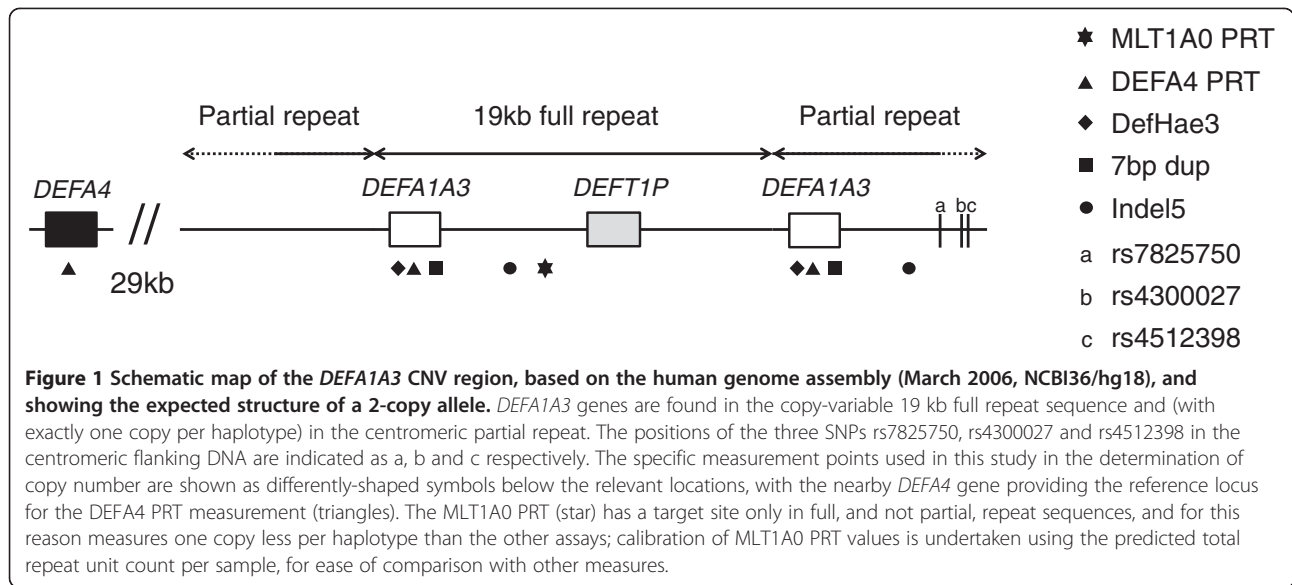 Partial repeat 19kb full repeat Partial repeat
DEFA4 DEFA1A3 DEFT1P DEFA1A3
a bc
//
29kb
MLT1A0 PRT
DEFA4 PRT
DefHae3
7bp dup
Indel5
a rs7825750
b rs4300027
c rs4512398
Figure 1 Schematic map of the DEFA1A3 CNV region, based on the human genome assembly (March 2006, NCBI36/hg18), and
showing the expected structure of a 2-copy allele. DEFA1A3 genes are found in the copy-variable 19 kb full repeat sequence and (with
exactly one copy per haplotype) in the centromeric partial repeat. The positions of the three SNPs rs7825750, rs4300027 and rs4512398 in the
centromeric flanking DNA are indicated as a, b and c respectively. The specific measurement points used in this study in the determination of
copy number are shown as differently-shaped symbols below the relevant locations, with the nearby DEFA4 gene providing the reference locus
for the DEFA4 PRT measurement (triangles). The MLT1A0 PRT (star) has a target site only in full, and not partial, repeat sequences, and for this
reason measures one copy less per haplotype than the other assays; calibration of MLT1A0 PRT values is undertaken using the predicted total
repeat unit count per sample, for ease of comparison with other measures.